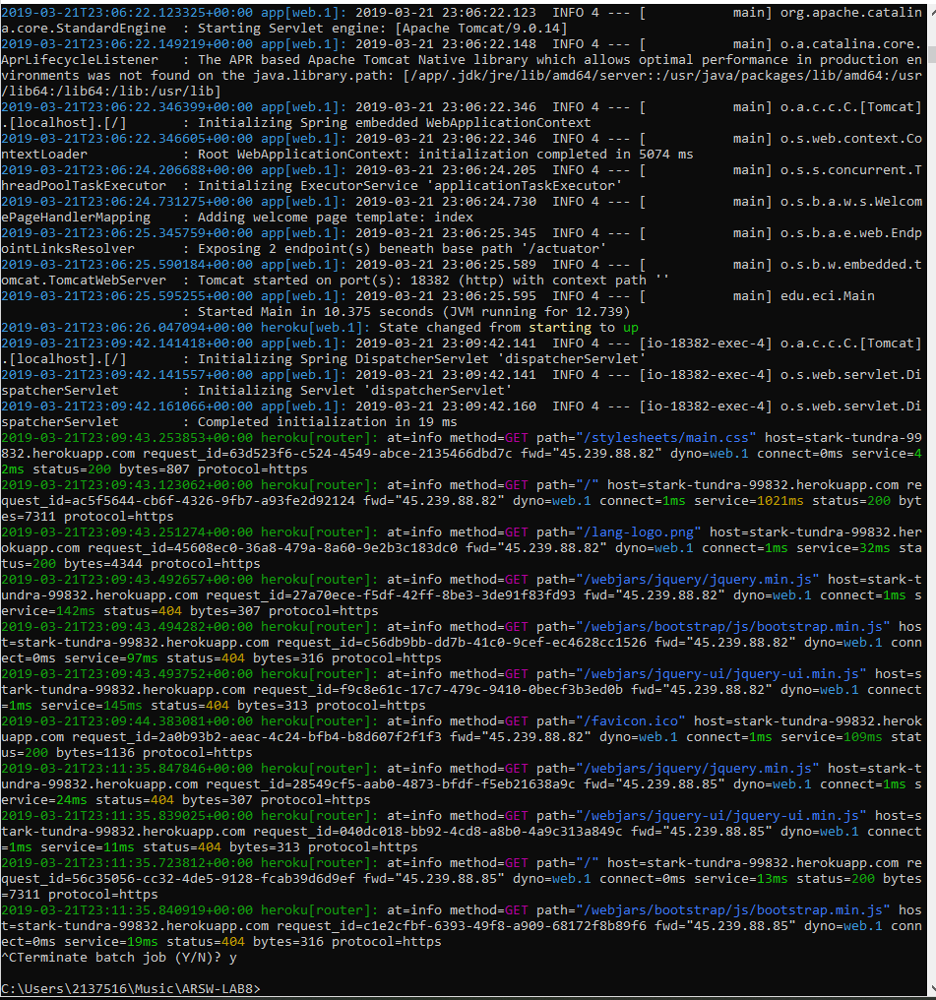 2019-03-21T23:06:22.123325+00:00 app[web.1]: 2019-03-21 23:06:22.123  INFO 4 --- [           main] org.apache.catalin
a.core.StandardEngine  : Starting Servlet engine: [Apache Tomcat/9.0.14]
2019-03-21T23:06:22.149219+00:00 app[web.1]: 2019-03-21 23:06:22.148  INFO 4 --- [           main] o.a.catalina.core.
AprLifecycleListener   : The APR based Apache Tomcat Native library which allows optimal performance in production en
vironments was not found on the java.library.path: [/app/.jdk/jre/lib/amd64/server::/usr/java/packages/lib/amd64:/usr
/lib64:/lib64:/lib:/usr/lib]
2019-03-21T23:06:22.346399+00:00 app[web.1]: 2019-03-21 23:06:22.346  INFO 4 --- [           main] o.a.c.c.C.[Tomcat]
.[localhost].[/]       : Initializing Spring embedded WebApplicationContext
2019-03-21T23:06:22.346605+00:00 app[web.1]: 2019-03-21 23:06:22.346  INFO 4 --- [           main] o.s.web.context.Co
ntextLoader            : Root WebApplicationContext: initialization completed in 5074 ms
2019-03-21T23:06:24.206688+00:00 app[web.1]: 2019-03-21 23:06:24.205  INFO 4 --- [           main] o.s.s.concurrent.T
hreadPoolTaskExecutor  : Initializing ExecutorService 'applicationTaskExecutor'
2019-03-21T23:06:24.731275+00:00 app[web.1]: 2019-03-21 23:06:24.730  INFO 4 --- [           main] o.s.b.a.w.s.Welcom
ePageHandlerMapping    : Adding welcome page template: index
2019-03-21T23:06:25.345759+00:00 app[web.1]: 2019-03-21 23:06:25.345  INFO 4 --- [           main] o.s.b.a.e.web.Endp
ointLinksResolver      : Exposing 2 endpoint(s) beneath base path '/actuator'
2019-03-21T23:06:25.590184+00:00 app[web.1]: 2019-03-21 23:06:25.589  INFO 4 --- [           main] o.s.b.w.embedded.t
omcat.TomcatWebServer  : Tomcat started on port(s): 18382 (http) with context path ''
2019-03-21T23:06:25.595255+00:00 app[web.1]: 2019-03-21 23:06:25.595  INFO 4 --- [           main] edu.eci.Main
                       : Started Main in 10.375 seconds (JVM running for 12.739)
2019-03-21T23:06:26.047094+00:00 heroku[web.1]: State changed from starting to up
2019-03-21T23:09:42.141418+00:00 app[web.1]: 2019-03-21 23:09:42.141  INFO 4 --- [io-18382-exec-4] o.a.c.c.C.[Tomcat]
.[localhost].[/]       : Initializing Spring DispatcherServlet 'dispatcherServlet'
2019-03-21T23:09:42.141557+00:00 app[web.1]: 2019-03-21 23:09:42.141  INFO 4 --- [io-18382-exec-4] o.s.web.servlet.Di
spatcherServlet        : Initializing Servlet 'dispatcherServlet'
2019-03-21T23:09:42.161066+00:00 app[web.1]: 2019-03-21 23:09:42.160  INFO 4 --- [io-18382-exec-4] o.s.web.servlet.Di
spatcherServlet        : Completed initialization in 19 ms
2019-03-21T23:09:43.253853+00:00 heroku[router]: at=info method=GET path="/stylesheets/main.css" host=stark-tundra-99
832.herokuapp.com request_id=63d523f6-c524-4549-abce-2135466dbd7c fwd="45.239.88.82" dyno=web.1 connect=0ms service=4
2ms status=200 bytes=807 protocol=https
2019-03-21T23:09:43.123062+00:00 heroku[router]: at=info method=GET path="/" host=stark-tundra-99832.herokuapp.com re
quest_id=ac5f5644-cb6f-4326-9fb7-a93fe2d92124 fwd="45.239.88.82" dyno=web.1 connect=1ms service=1021ms status=200 byt
es=7311 protocol=https
2019-03-21T23:09:43.251274+00:00 heroku[router]: at=info method=GET path="/lang-logo.png" host=stark-tundra-99832.her
okuapp.com request_id=45608ec0-36a8-479a-8a60-9e2b3c183dc0 fwd="45.239.88.82" dyno=web.1 connect=1ms service=32ms sta
tus=200 bytes=4344 protocol=https
2019-03-21T23:09:43.492657+00:00 heroku[router]: at=info method=GET path="/webjars/jquery/jquery.min.js" host=stark-t
undra-99832.herokuapp.com request_id=27a70ece-f5df-42ff-8be3-3de91f83fd93 fwd="45.239.88.82" dyno=web.1 connect=1ms s
ervice=142ms status=404 bytes=307 protocol=https
2019-03-21T23:09:43.494282+00:00 heroku[router]: at=info method=GET path="/webjars/bootstrap/js/bootstrap.min.js" hos
t=stark-tundra-99832.herokuapp.com request_id=c56db9bb-dd7b-41c0-9cef-ec4628cc1526 fwd="45.239.88.82" dyno=web.1 conn
ect=0ms service=97ms status=404 bytes=316 protocol=https
2019-03-21T23:09:43.493752+00:00 heroku[router]: at=info method=GET path="/webjars/jquery-ui/jquery-ui.min.js" host=s
tark-tundra-99832.herokuapp.com request_id=f9c8e61c-17c7-479c-9410-0becf3b3ed0b fwd="45.239.88.82" dyno=web.1 connect
=1ms service=145ms status=404 bytes=313 protocol=https
2019-03-21T23:09:44.383081+00:00 heroku[router]: at=info method=GET path="/favicon.ico" host=stark-tundra-99832.herok
uapp.com request_id=2a0b93b2-aeac-4c24-bfb4-b8d607f2f1f3 fwd="45.239.88.82" dyno=web.1 connect=1ms service=109ms stat
us=200 bytes=1136 protocol=https
2019-03-21T23:11:35.847846+00:00 heroku[router]: at=info method=GET path="/webjars/jquery/jquery.min.js" host=stark-t
undra-99832.herokuapp.com request_id=28549cf5-aab0-4873-bfdf-f5eb21638a9c fwd="45.239.88.85" dyno=web.1 connect=1ms s
ervice=24ms status=404 bytes=307 protocol=https
2019-03-21T23:11:35.839025+00:00 heroku[router]: at=info method=GET path="/webjars/jquery-ui/jquery-ui.min.js" host=s
tark-tundra-99832.herokuapp.com request_id=040dc018-bb92-4cd8-a8b0-4a9c313a849c fwd="45.239.88.85" dyno=web.1 connect
=1ms service=11ms status=404 bytes=313 protocol=https
2019-03-21T23:11:35.723812+00:00 heroku[router]: at=info method=GET path="/" host=stark-tundra-99832.herokuapp.com re
quest_id=56c35056-cc32-4de5-9128-fcab39d6d9ef fwd="45.239.88.85" dyno=web.1 connect=0ms service=13ms status=200 bytes
=7311 protocol=https
2019-03-21T23:11:35.840919+00:00 heroku[router]: at=info method=GET path="/webjars/bootstrap/js/bootstrap.min.js" hos
t=stark-tundra-99832.herokuapp.com request_id=c1e2cfbf-6393-49f8-a909-68172f8b89f6 fwd="45.239.88.85" dyno=web.1 conn
ect=0ms service=19ms status=404 bytes=316 protocol=https
^CTerminate batch job (Y/N)? y
C:\Users\2137516\Music\ARSW-LAB8>